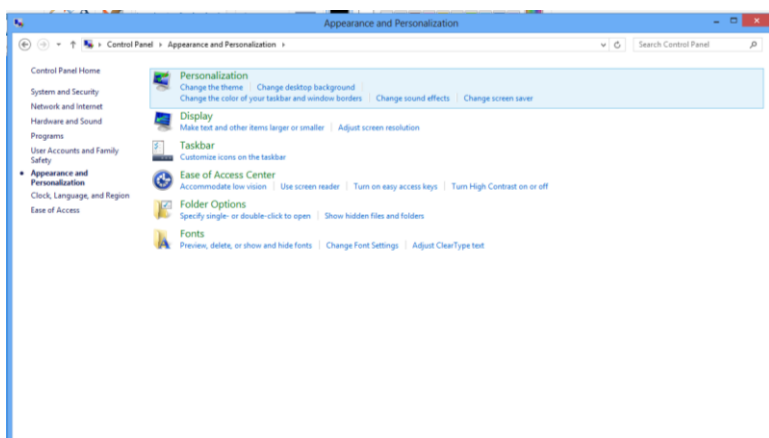 Appearance and Personalization
Control Panel › Appearance and Personalization ›
Search Control Panel
Control Panel Home
System and Security
Network and Internet
Hardware and Sound
Programs
User Accounts and Family
Safety
Appearance and
Personalization
Clock, Language, and Region
Ease of Access
Personalization
Change the theme | Change desktop background
Change the color of your taskbar and window borders | Change sound effects | Change screen saver
Display
Make text and other items larger or smaller | Adjust screen resolution
Taskbar
Customize icons on the taskbar
Ease of Access Center
Accommodate low vision | Use screen reader | Turn on easy access keys | Turn High Contrast on or off
Folder Options
Specify single- or double-click to open | Show hidden files and folders
Fonts
Preview, delete, or show and hide fonts | Change Font Settings | Adjust ClearType text